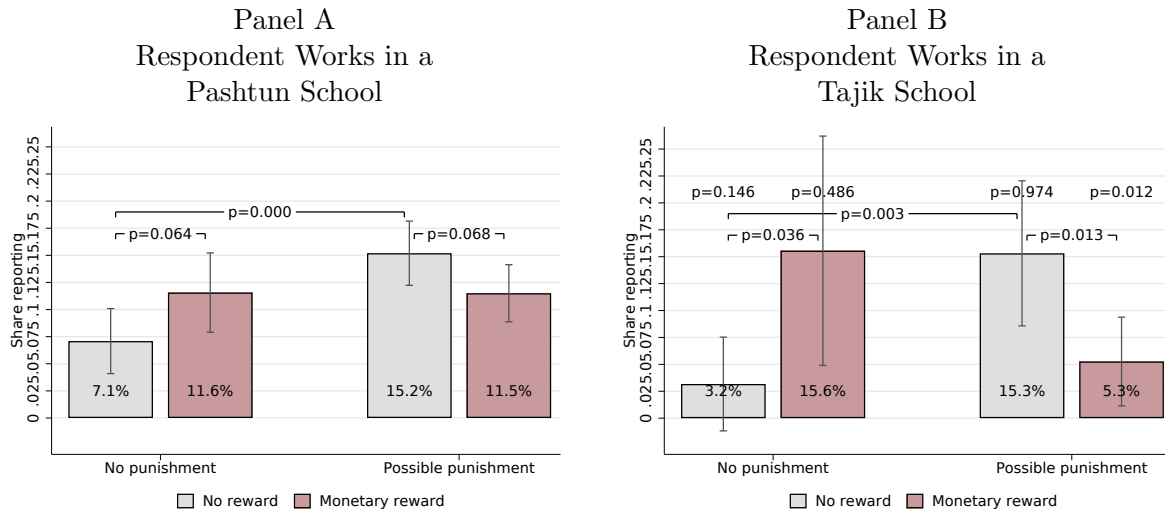 Panel A
Respondent Works in a
Pashtun School
Share reporting
0 .025 .05 .075 .1 .125 .15 .175 .2 .225 .25
p=0.000
p=0.064
p=0.068
7.1%
11.6%
15.2%
11.5%
No punishment
Possible punishment
No reward
Monetary reward
Panel B
Respondent Works in a
Tajik School
Share reporting
0 .025 .05 .075 .1 .125 .15 .175 .2 .225 .25
p=0.146
p=0.486
p=0.974
p=0.012
p=0.003
p=0.036
p=0.013
3.2%
15.6%
15.3%
5.3%
No punishment
Possible punishment
No reward
Monetary reward